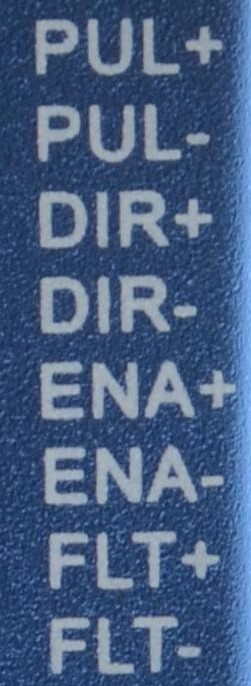 PUL+
PUL-
DIR+
DIR-
ENA+
ENA-
FLT+
FLT-